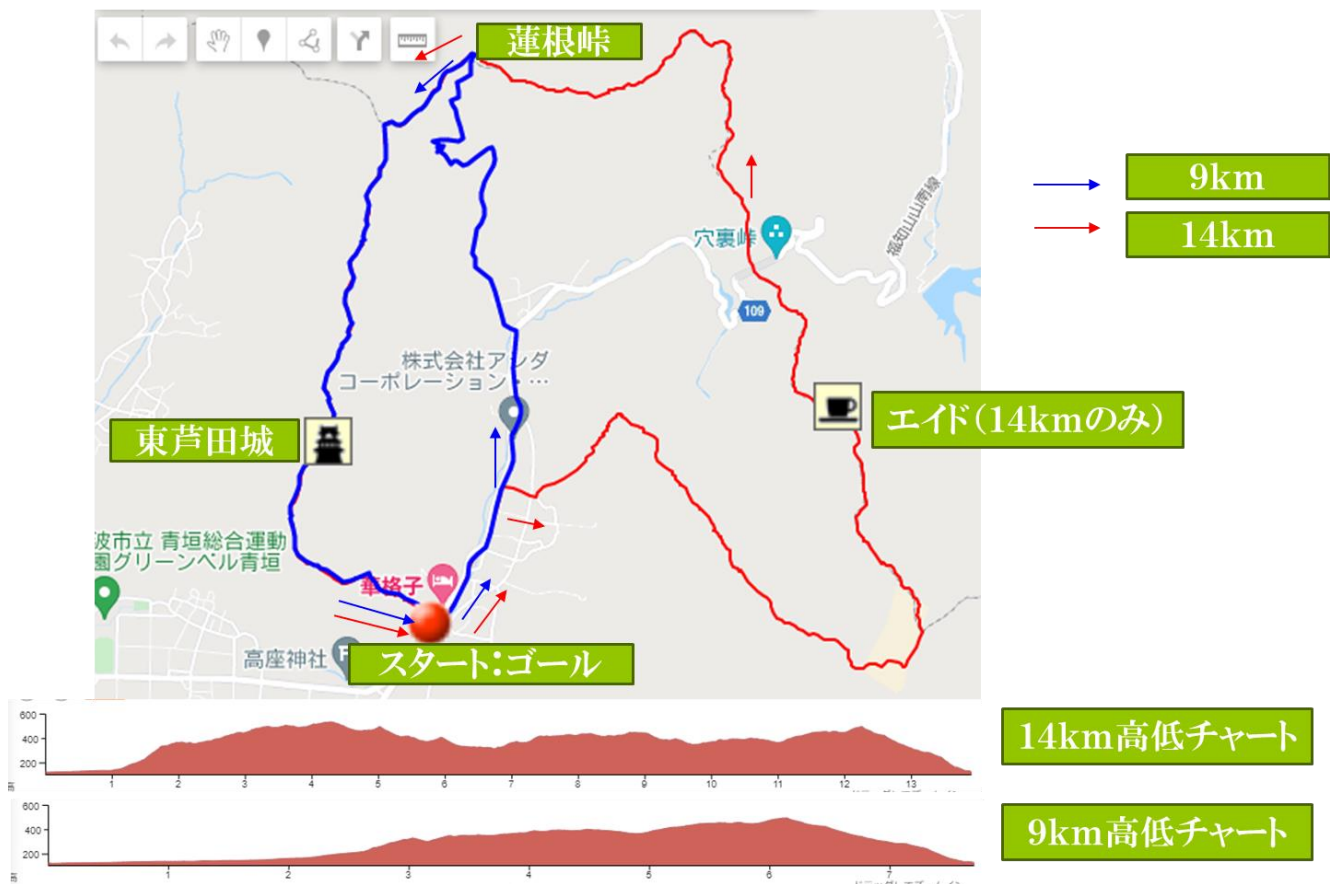 蓮根峠
9km
14km
福知山山南線
穴裏峠
109
株式会社アンダ
コーポレーション・…
東芦田城
エイド（14kmのみ）
波市立 青垣総合運動
園グリーンベル青垣
華格子
高座神社
スタート：ゴール
600
400
200
1 2 3 4 5 6 7 8 9 10 11 12 13
14km高低チャート
600
400
200
1 2 3 4 5 6 7
9km高低チャート